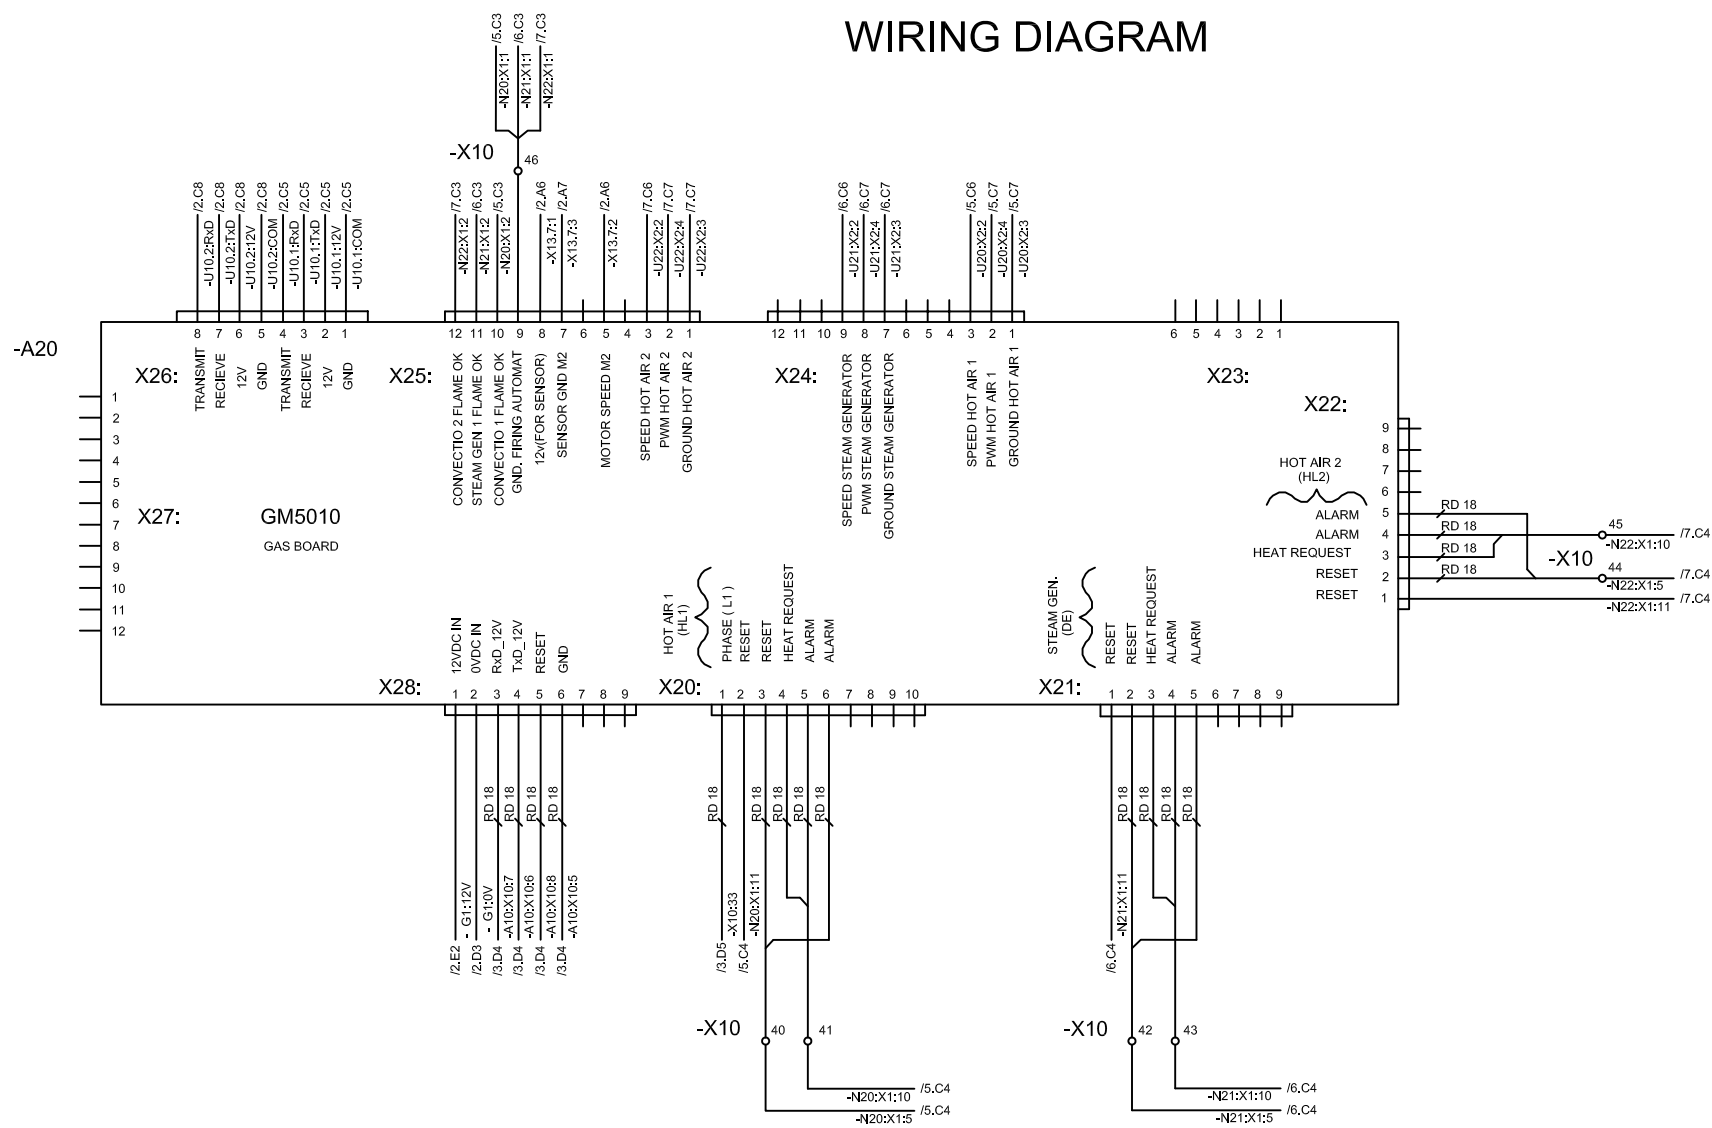 WIRING DIAGRAM
/5.C3
/6.C3
/7.C3
-N20:X1:1
-N21:X1:1
-N22:X1:1
-X10
46
/2.C8
/2.C8
/2.C8
/2.C8
/2.C5
/2.C5
/2.C5
/2.C5
-U10.2:RxD
-U10.2:TxD
-U10.2:12V
-U10.2:COM
-U10.1:RxD
-U10.1:TxD
-U10.1:12V
-U10.1:COM
/7.C3
/6.C3
/5.C3
/2.A6
/2.A7
/2.A6
/7.C6
/7.C7
/7.C7
-N22:X1:2
-N21:X1:2
-N20:X1:2
-X13.7:1
-X13.7:3
-X13.7:2
-U22:X2:2
-U22:X2:4
-U22:X2:3
/6.C6
/6.C7
/6.C7
-U21:X2:2
-U21:X2:4
-U21:X2:3
/5.C6
/5.C7
/5.C7
-U20:X2:2
-U20:X2:4
-U20:X2:3
-A20
8 7 6 5 4 3 2 1
12 11 10 9 8 7 5 6 4 3 2 1
12 11 10 9 8 7 6 5 4 3 2 1
6 5 4 3 2 1
X26:
TRANSMIT
RECIEVE
12V
GND
TRANSMIT
RECIEVE
12V
GND
X25:
CONVECTIO 2 FLAME OK
STEAM GEN 1 FLAME OK
CONVECTIO 1 FLAME OK
GND. FIRING AUTOMAT
12v(FOR SENSOR)
SENSOR GND M2
MOTOR SPEED M2
SPEED HOT AIR 2
PWM HOT AIR 2
GROUND HOT AIR 2
X24:
SPEED STEAM GENERATOR
PWM STEAM GENERATOR
GROUND STEAM GENERATOR
SPEED HOT AIR 1
PWM HOT AIR 1
GROUND HOT AIR 1
X23:
X22:
1
2
3
4
5
6
7
8
9
10
11
12
X27:
GM5010
GAS BOARD
9
8
7
6
5
4
3
2
1
HOT AIR 2
(HL2)
ALARM
ALARM
HEAT REQUEST
RESET
RESET
RD 18
RD 18
RD 18
RD 18
-X10
45
-N22:X1:10
/7.C4
44
-N22:X1:5
/7.C4
-N22:X1:11
/7.C4
12VDC IN
0VDC IN
RxD_12V
TxD_12V
RESET
GND
X28:
1 2 3 4 5 6 7 8 9
HOT AIR 1
(HL1)
PHASE ( L1 )
RESET
RESET
HEAT REQUEST
ALARM
ALARM
X20:
1 2 3 4 5 6 7 8 9 10
STEAM GEN.
(DE)
RESET
RESET
HEAT REQUEST
ALARM
ALARM
X21:
1 2 3 4 5 6 7 8 9
RD 18
RD 18
RD 18
RD 18
- G1:12V
- G1:0V
-A10:X10:7
-A10:X10:6
-A10:X10:8
-A10:X10:5
/2.E2
/2.D3
/3.D4
/3.D4
/3.D4
/3.D4
RD 18
RD 18
RD 18
RD 18
RD 18
-X10:33
-N20:X1:11
/3.D5
/5.C4
RD 18
RD 18
RD 18
RD 18
-N21:X1:11
/6.C4
-X10
40
41
-N20:X1:10
/5.C4
-N20:X1:5
/5.C4
-X10
42
43
-N21:X1:10
/6.C4
-N21:X1:5
/6.C4